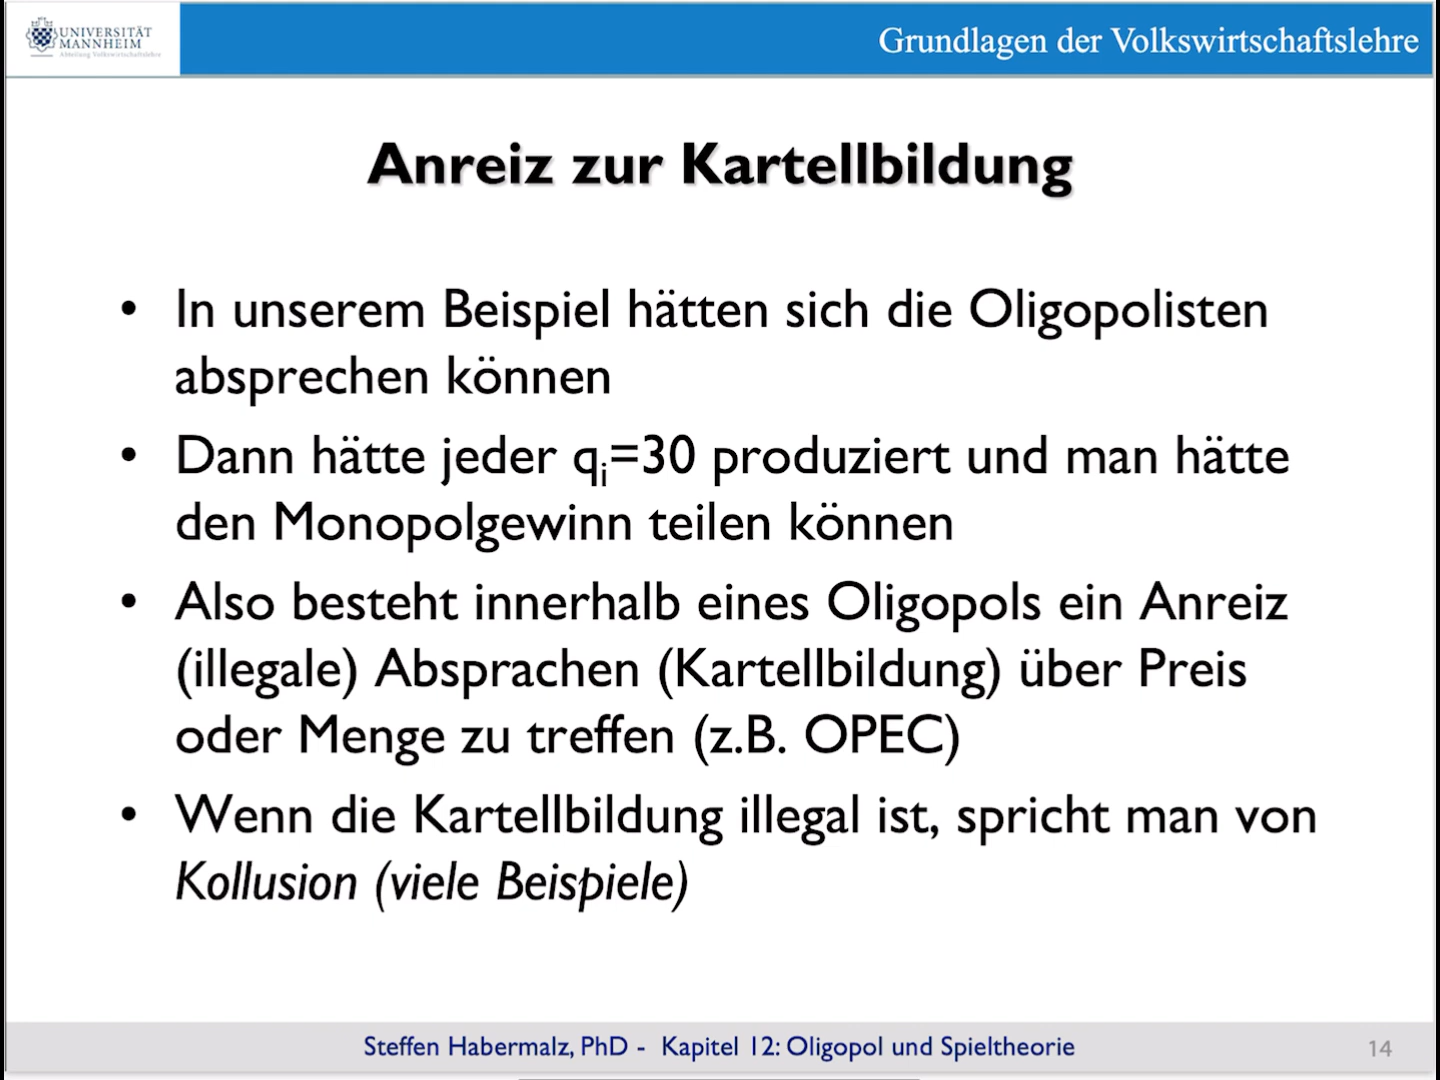 UNIVERSITÄT
MANNHEIM
Abteilung Volkswirtschaftslehre
Grundlagen der Volkswirtschaftslehre
Anreiz zur Kartellbildung
• In unserem Beispiel hätten sich die Oligopolisten
absprechen können
• Dann hätte jeder qi=30 produziert und man hätte
den Monopolgewinn teilen können
• Also besteht innerhalb eines Oligopols ein Anreiz
(illegale) Absprachen (Kartellbildung) über Preis
oder Menge zu treffen (z.B. OPEC)
• Wenn die Kartellbildung illegal ist, spricht man von
Kollusion (viele Beispiele)
Steffen Habermalz, PhD - Kapitel 12: Oligopol und Spieltheorie
14